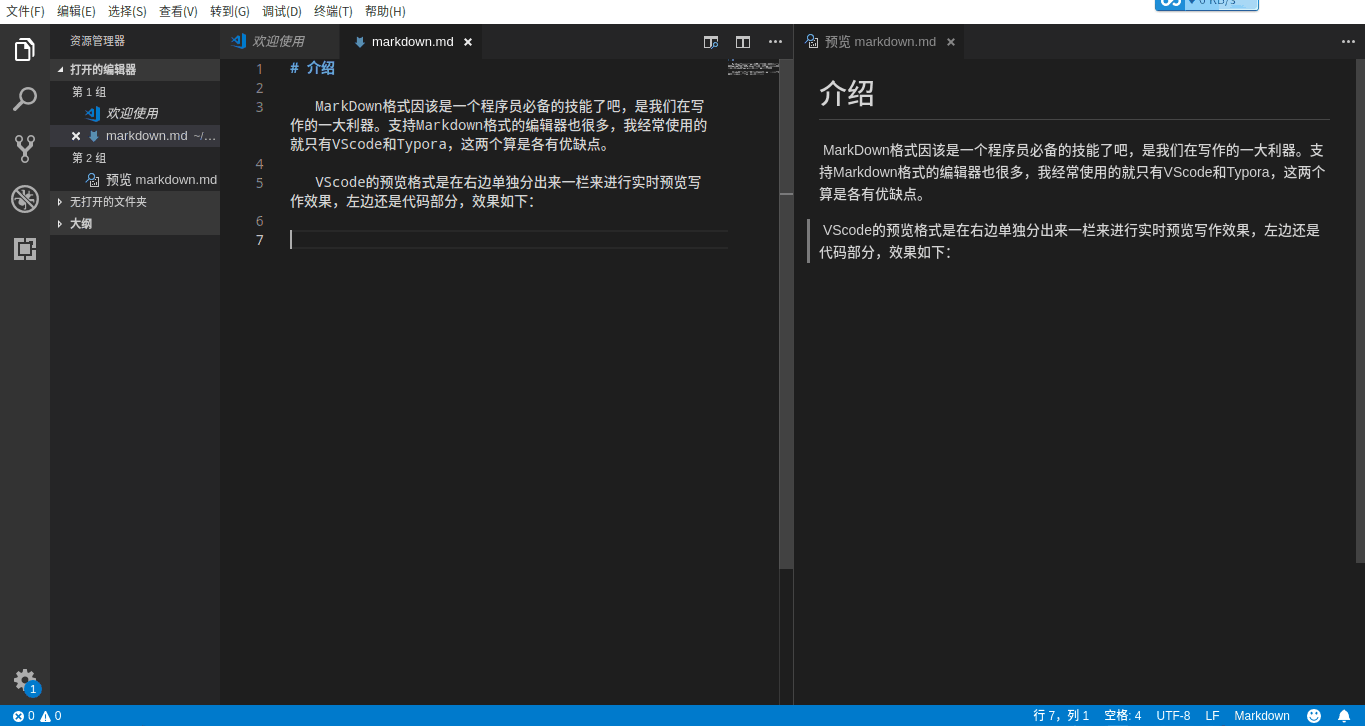 文件(F) 编辑(E) 选择(S) 查看(V) 转到(G) 调试(D) 终端(T) 帮助(H)
资源管理器
打开的编辑器
第 1 组
欢迎使用
markdown.md ~/...
第 2 组
预览 markdown.md
无打开的文件夹
大纲
1
欢迎使用
markdown.md
1 # 介绍
2
3 MarkDown格式因该是一个程序员必备的技能了吧，是我们在写
作的一大利器。支持Markdown格式的编辑器也很多，我经常使用的
就只有VScode和Typora，这两个算是各有优缺点。
4
5 VScode的预览格式是在右边单独分出来一栏来进行实时预览写
作效果，左边还是代码部分，效果如下：
6
7
预览 markdown.md
介绍
MarkDown格式因该是一个程序员必备的技能了吧，是我们在写作的一大利器。支
持Markdown格式的编辑器也很多，我经常使用的就只有VScode和Typora，这两个
算是各有优缺点。
VScode的预览格式是在右边单独分出来一栏来进行实时预览写作效果，左边还是
代码部分，效果如下：
0 0
行 7，列 1 空格: 4 UTF-8 LF Markdown